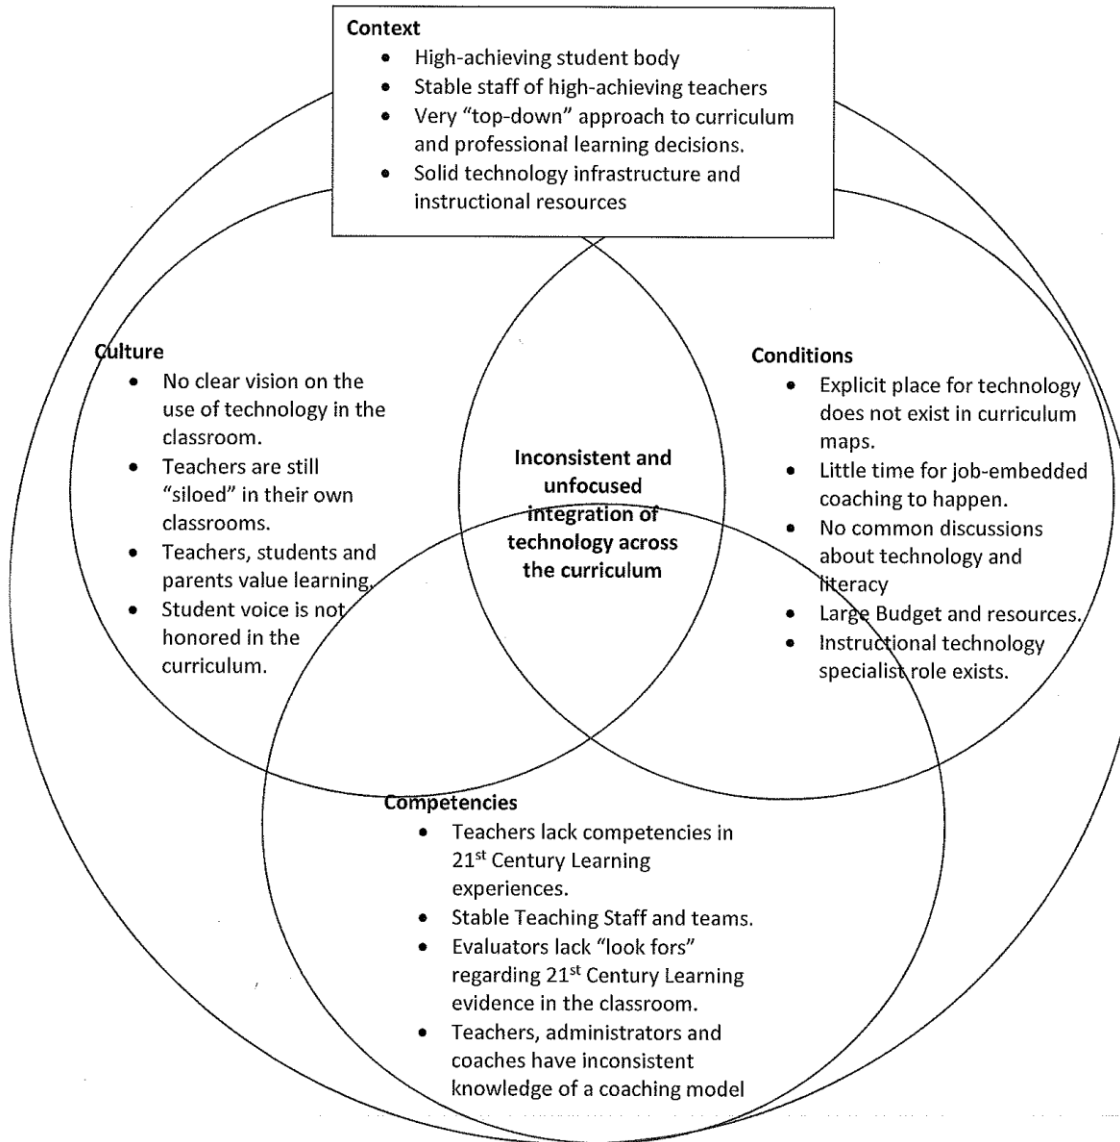 Context
• High-achieving student body
• Stable staff of high-achieving teachers
• Very “top-down” approach to curriculum
and professional learning decisions.
• Solid technology infrastructure and
instructional resources
Culture
• No clear vision on the
use of technology in the
classroom.
• Teachers are still
“siloed” in their own
classrooms.
• Teachers, students and
parents value learning.
• Student voice is not
honored in the
curriculum.
Inconsistent and
unfocused
integration of
technology across
the curriculum
Conditions
• Explicit place for technology
does not exist in curriculum
maps.
• Little time for job-embedded
coaching to happen.
• No common discussions
about technology and
literacy
• Large Budget and resources.
• Instructional technology
specialist role exists.
Competencies
• Teachers lack competencies in
21st Century Learning
experiences.
• Stable Teaching Staff and teams.
• Evaluators lack “look fors”
regarding 21st Century Learning
evidence in the classroom.
• Teachers, administrators and
coaches have inconsistent
knowledge of a coaching model